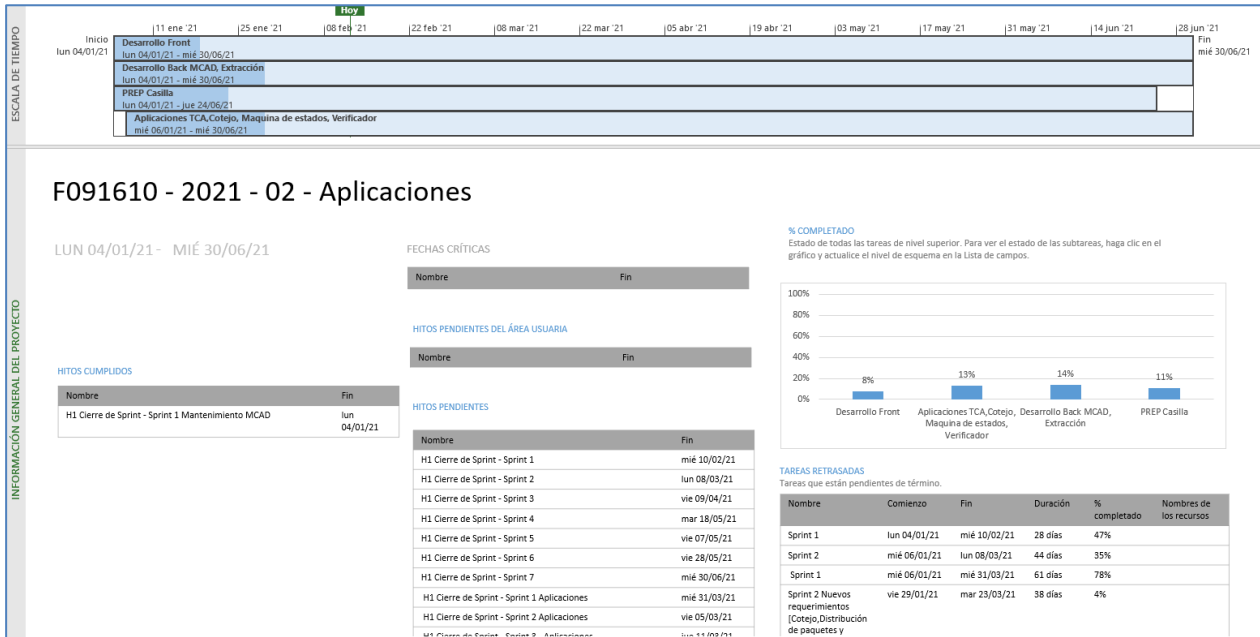 Hoy
11 ene '21 25 ene '21 08 feb '21 22 feb '21 08 mar '21 22 mar '21 05 abr '21 19 abr '21 03 may '21 17 may '21 31 may '21 14 jun '21 28 jun '21
ESCALA DE TIEMPO
Inicio
lun 04/01/21
Fin
mié 30/06/21
Desarrollo Front
lun 04/01/21 - mié 30/06/21
Desarrollo Back MCAD, Extracción
lun 04/01/21 - mié 30/06/21
PREP Casilla
lun 04/01/21 - jue 24/06/21
Aplicaciones TCA,Cotejo, Maquina de estados, Verificador
mié 06/01/21 - mié 30/06/21
INFORMACIÓN GENERAL DEL PROYECTO
F091610 - 2021 - 02 - Aplicaciones
LUN 04/01/21 - MIÉ 30/06/21
HITOS CUMPLIDOS
Nombre Fin
H1 Cierre de Sprint - Sprint 1 Mantenimiento MCAD lun
04/01/21
FECHAS CRÍTICAS
Nombre Fin
HITOS PENDIENTES DEL ÁREA USUARIA
Nombre Fin
HITOS PENDIENTES
Nombre Fin
H1 Cierre de Sprint - Sprint 1 mié 10/02/21
H1 Cierre de Sprint - Sprint 2 lun 08/03/21
H1 Cierre de Sprint - Sprint 3 vie 09/04/21
H1 Cierre de Sprint - Sprint 4 mar 18/05/21
H1 Cierre de Sprint - Sprint 5 vie 07/05/21
H1 Cierre de Sprint - Sprint 6 vie 28/05/21
H1 Cierre de Sprint - Sprint 7 mié 30/06/21
H1 Cierre de Sprint - Sprint 1 Aplicaciones mié 31/03/21
H1 Cierre de Sprint - Sprint 2 Aplicaciones vie 05/03/21
H1 Cierre de Sprint - Sprint 3 Aplicaciones jue 11/03/21
% COMPLETADO
Estado de todas las tareas de nivel superior. Para ver el estado de las subtareas, haga clic en el
gráfico y actualice el nivel de esquema en la Lista de campos.
100%
80%
60%
40%
20%
0%
8% 13% 14% 11%
Desarrollo Front Aplicaciones TCA,Cotejo, Desarrollo Back MCAD, PREP Casilla
Maquina de estados, Extracción
Verificador
TAREAS RETRASADAS
Tareas que están pendientes de término.
Nombre Comienzo Fin Duración % Nombres de
completado los recursos
Sprint 1 lun 04/01/21 mié 10/02/21 28 días 47%
Sprint 2 mié 06/01/21 lun 08/03/21 44 días 35%
Sprint 1 mié 06/01/21 mié 31/03/21 61 días 78%
Sprint 2 Nuevos vie 29/01/21 mar 23/03/21 38 días 4%
requerimientos
[Cotejo,Distribución
de paquetes y